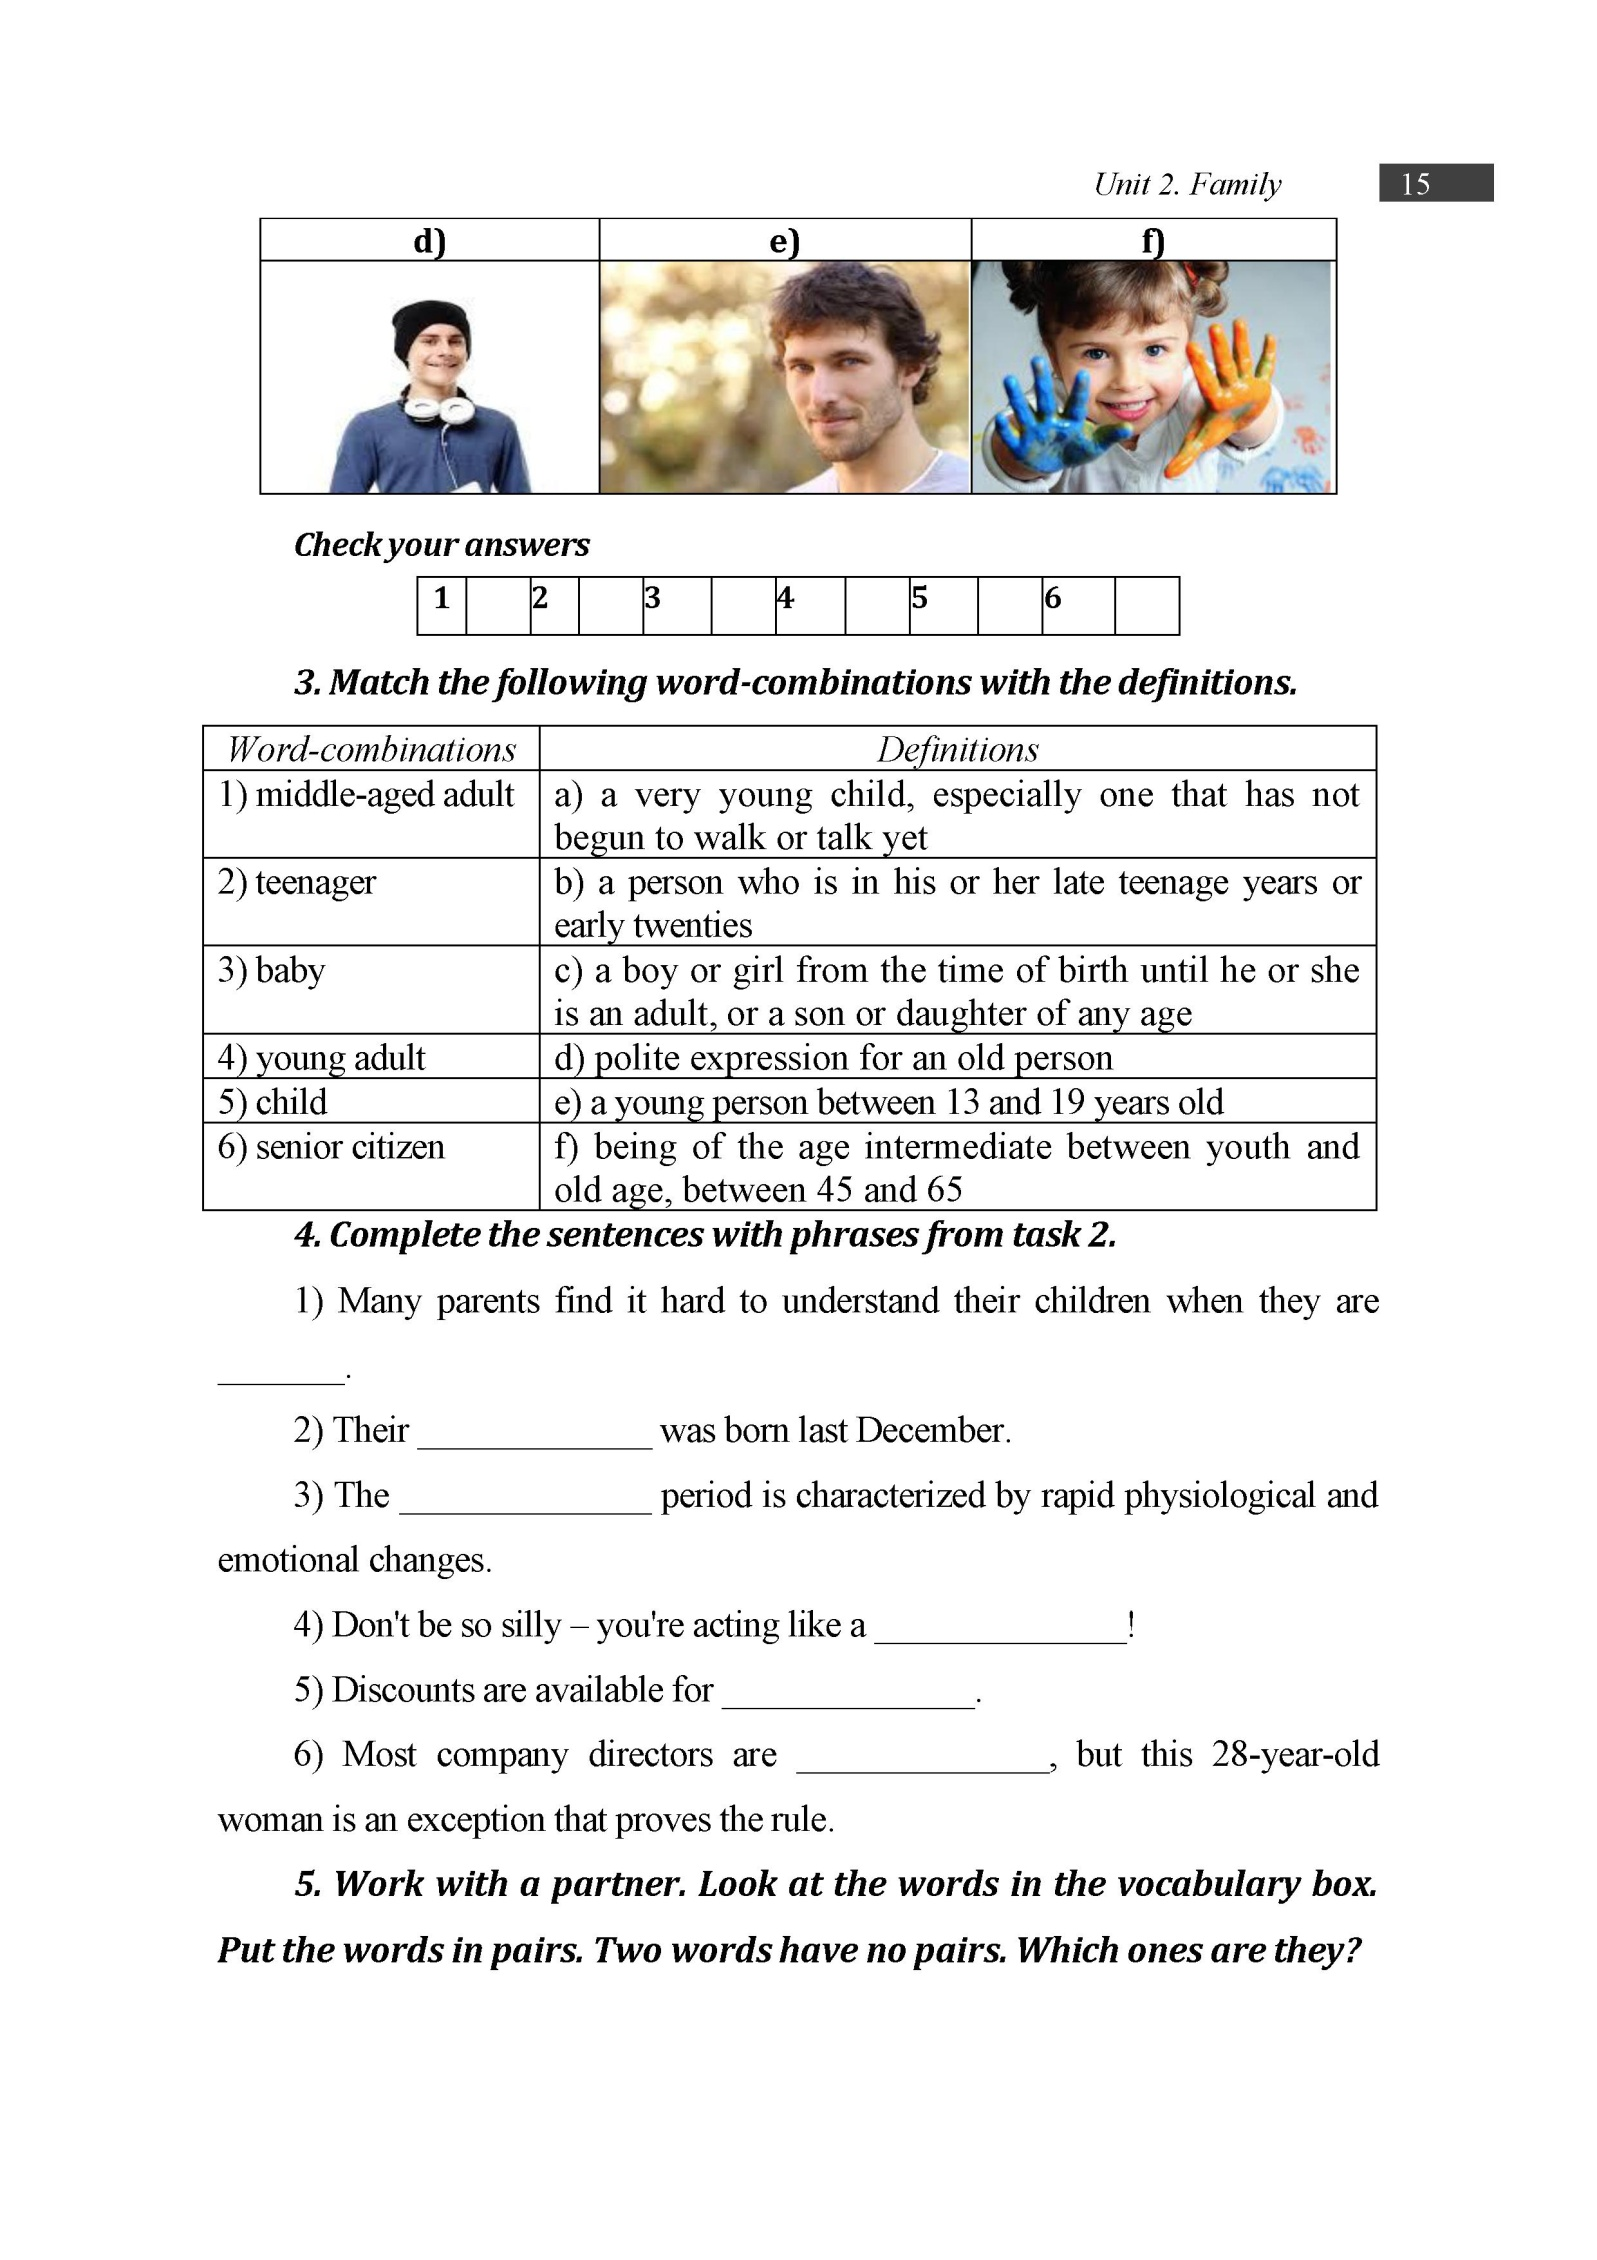 Unit 2. Family 15
d) e) f)
Check your answers
1 2 3 4 5 6
3. Match the following word-combinations with the definitions.
Word-combinations Definitions
1) middle-aged adult a) a very young child, especially one that has not
begun to walk or talk yet
2) teenager b) a person who is in his or her late teenage years or
early twenties
3) baby c) a boy or girl from the time of birth until he or she
is an adult, or a son or daughter of any age
4) young adult d) polite expression for an old person
5) child e) a young person between 13 and 19 years old
6) senior citizen f) being of the age intermediate between youth and
old age, between 45 and 65
4. Complete the sentences with phrases from task 2.
1) Many parents find it hard to understand their children when they are
_______.
2) Their _____________ was born last December.
3) The ______________ period is characterized by rapid physiological and
emotional changes.
4) Don't be so silly – you're acting like a ______________!
5) Discounts are available for ______________.
6) Most company directors are ______________, but this 28-year-old
woman is an exception that proves the rule.
5. Work with a partner. Look at the words in the vocabulary box.
Put the words in pairs. Two words have no pairs. Which ones are they?